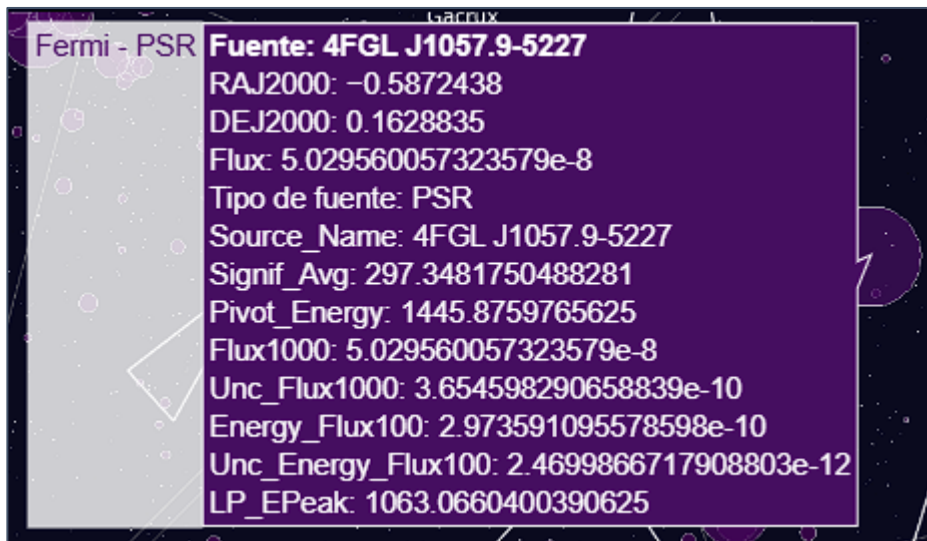 Gacrux
Fermi - PSR
Fuente: 4FGL J1057.9-5227
RAJ2000: −0.5872438
DEJ2000: 0.1628835
Flux: 5.029560057323579e-8
Tipo de fuente: PSR
Source_Name: 4FGL J1057.9-5227
Signif_Avg: 297.3481750488281
Pivot_Energy: 1445.8759765625
Flux1000: 5.029560057323579e-8
Unc_Flux1000: 3.654598290658839e-10
Energy_Flux100: 2.973591095578598e-10
Unc_Energy_Flux100: 2.4699866717908803e-12
LP_EPeak: 1063.0660400390625